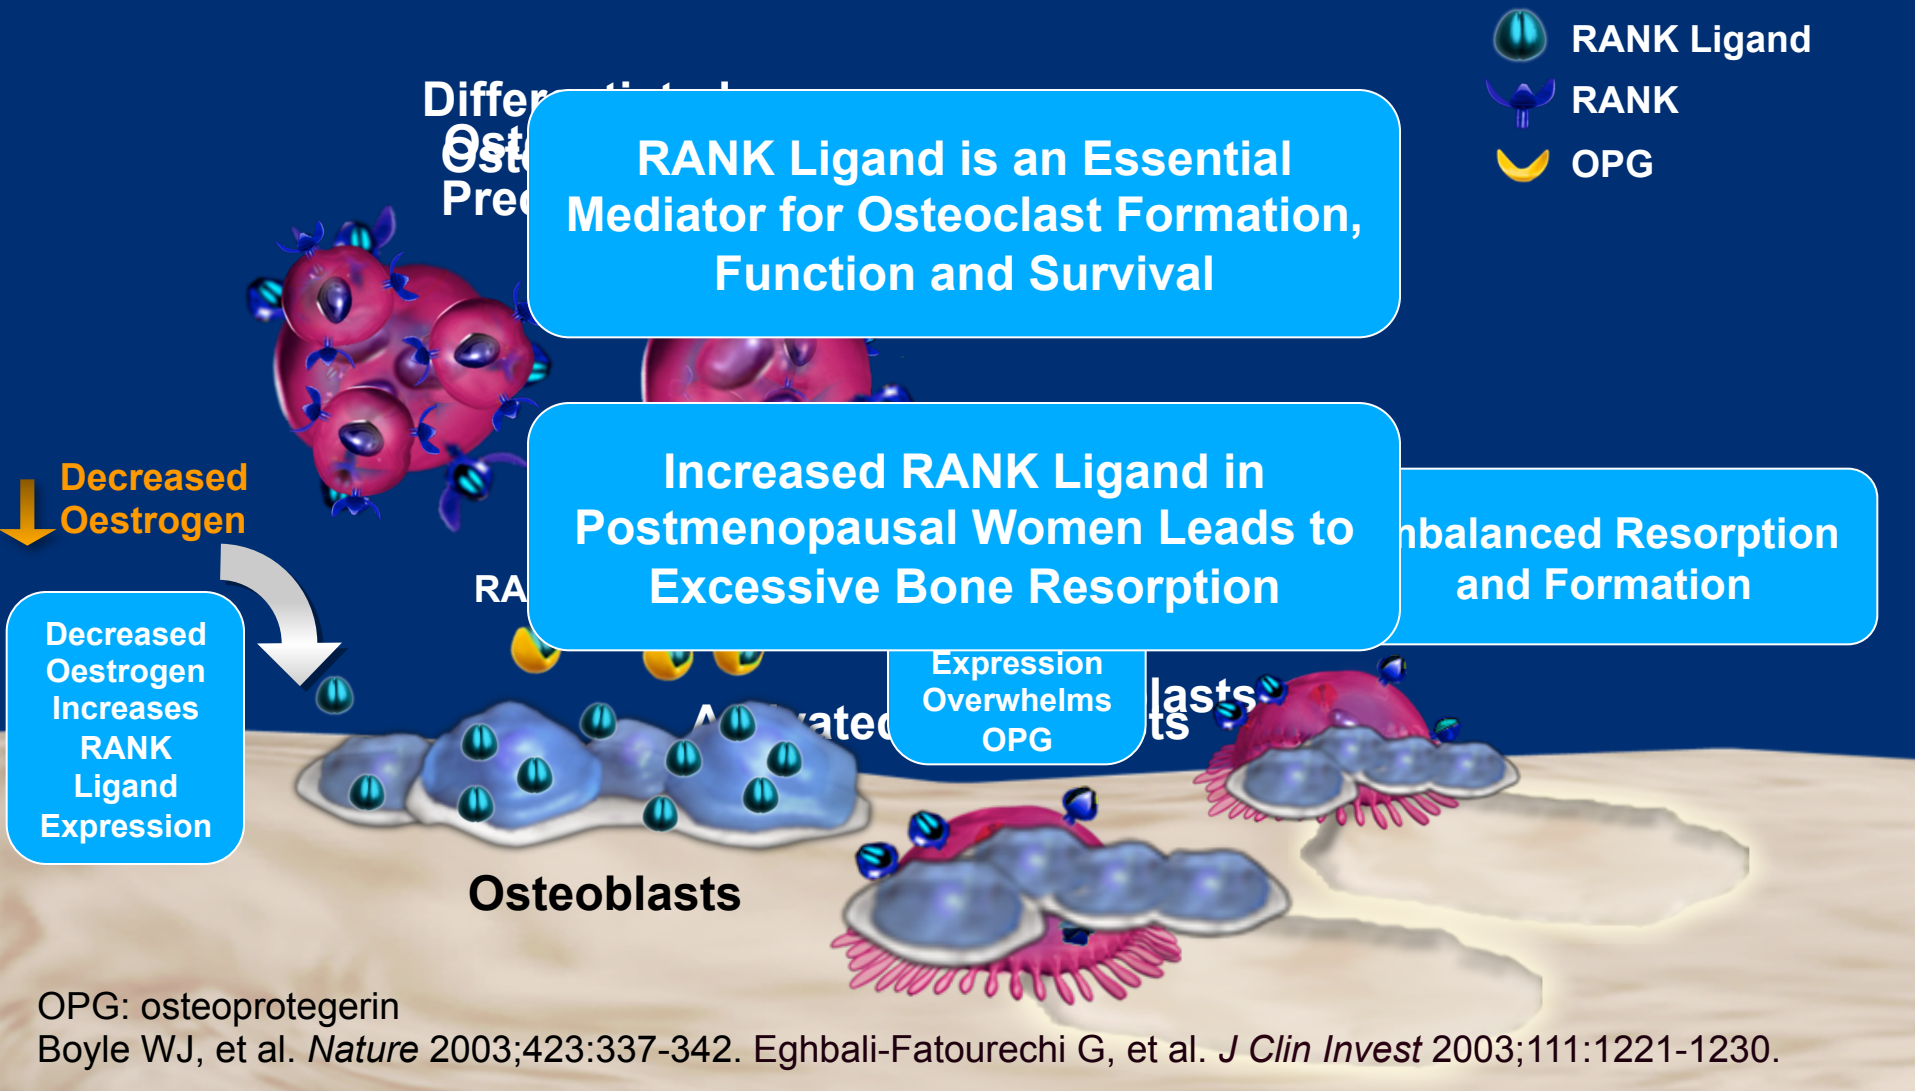 RANK Ligand
RANK
OPG
RANK Ligand is an Essential
Mediator for Osteoclast Formation,
Function and Survival
Increased RANK Ligand in
Postmenopausal Women Leads to
Excessive Bone Resorption
and Formation
Resorption
Decreased
Oestrogen
Decreased
Oestrogen
Increases
RANK
Ligand
Expression
Expression
Overwhelms
OPG
Osteoblasts
OPG: osteoprotegerin
Boyle WJ, et al. Nature 2003;423:337-342. Eghbali-Fatourechi G, et al. J Clin Invest 2003;111:1221-1230.